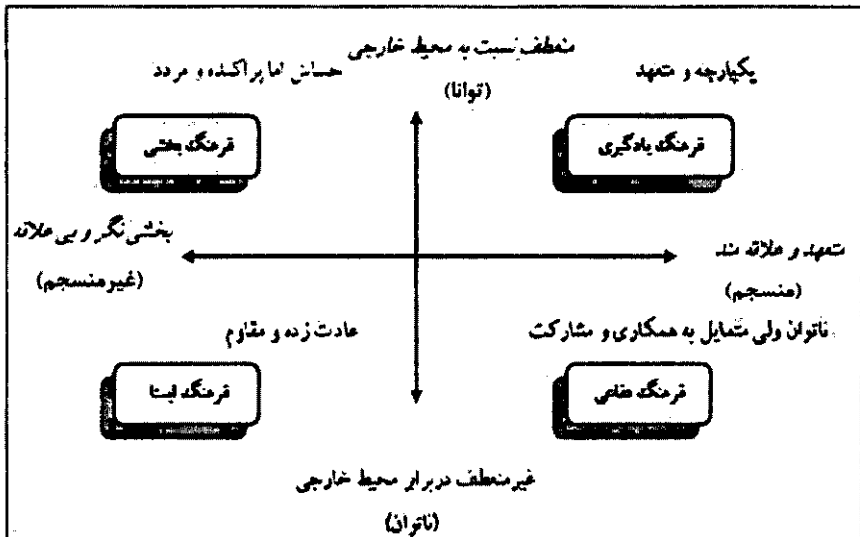 منعطف نسبت به محیط خارجی
(توانا)
یکپارچه و متعهد
حساس اما پراکنده و مردد
فرهنگ یادگیری
فرهنگ بخشی
متعهد و علاقه مند
(منسجم)
بخشی‌نگر و بی علاقه
(غیرمنسجم)
ناتوان ولی متمایل به همکاری و مشارکت
عادت زده و مقاوم
فرهنگ دفاعی
فرهنگ ایستا
غیرمنعطف دربرابر محیط خارجی
(ناتوان)